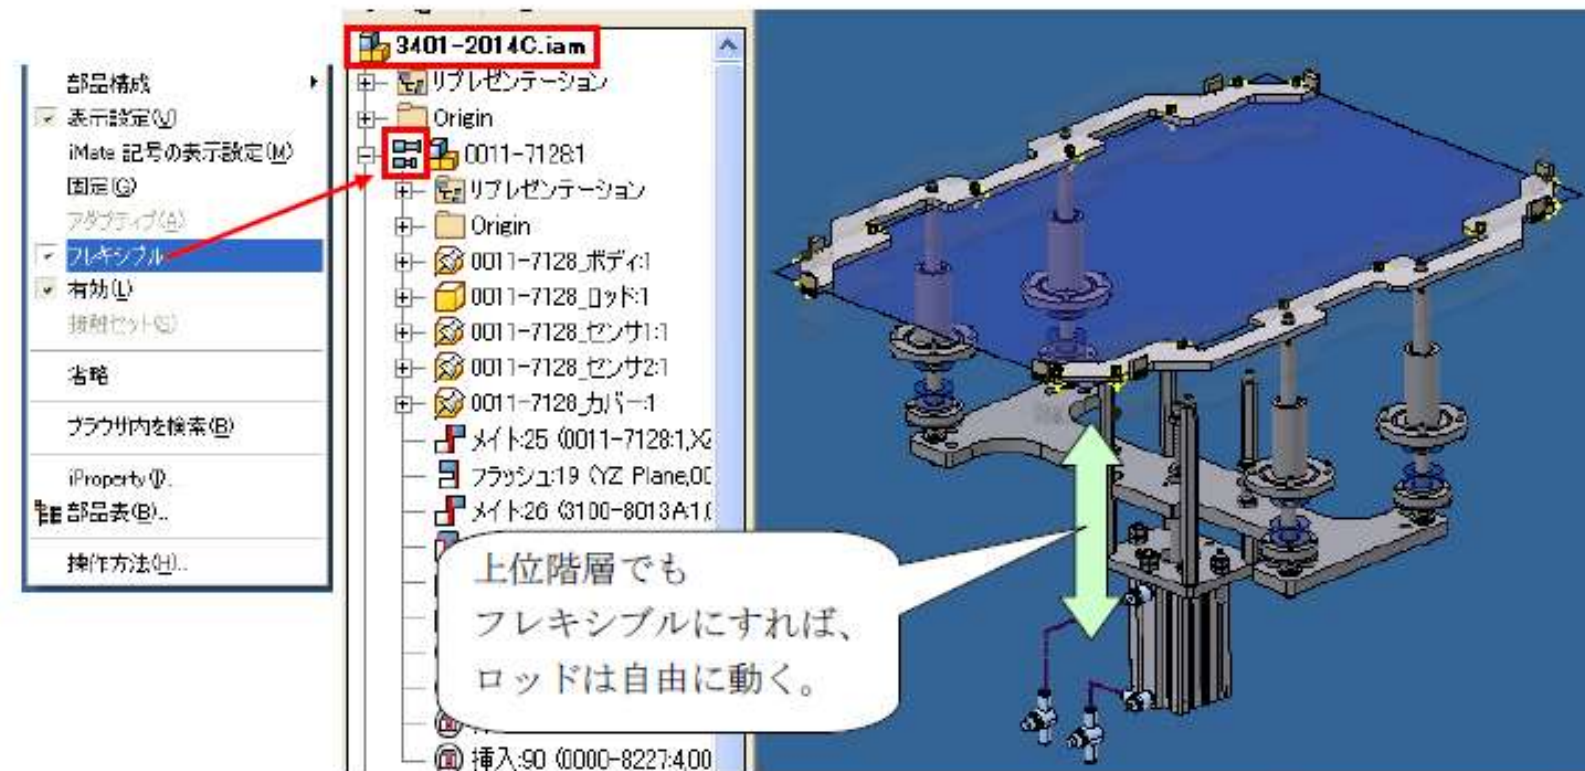 部品構成
表示設定(V)
iMate 記号の表示設定(M)
固定(G)
アダプティブ(A)
フレキシブル
有効(L)
接触セット(S)
省略
ブラウザ内を検索(B)
iProperty(I)..
部品表(B)..
操作方法(H)..
3401-2014C.iam
リプレゼンテーション
Origin
0011-7128:1
リプレゼンテーション
Origin
0011-7128_ボディ:1
0011-7128_ロッド:1
0011-7128_センサ1:1
0011-7128_センサ2:1
0011-7128_カバー:1
メイト:25 (0011-7128:1,X
フラッシュ:19 (YZ Plane,00
メイト:26 (3100-8013A:1,(
上位階層でも
フレキシブルにすれば、
ロッドは自由に動く。
挿入:90 (0000-8227:4,00